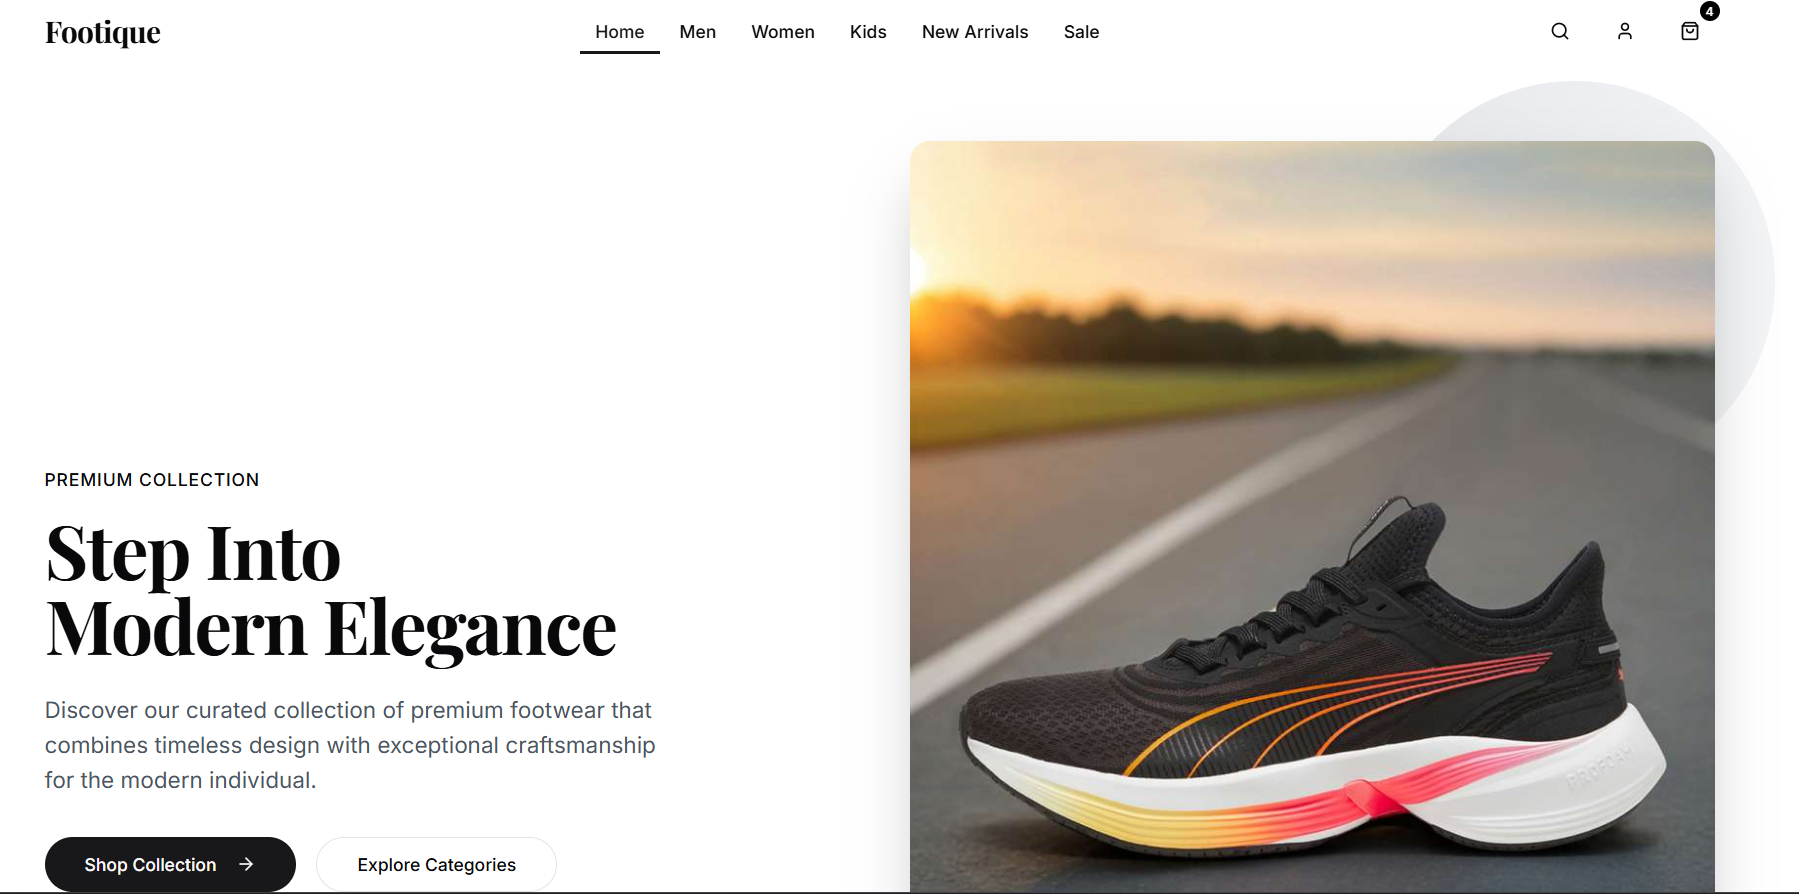 Footique
Home Men Women Kids New Arrivals Sale
4
PREMIUM COLLECTION
Step Into
Modern Elegance
Discover our curated collection of premium footwear that
combines timeless design with exceptional craftsmanship
for the modern individual.
Shop Collection
Explore Categories
PROFOAM